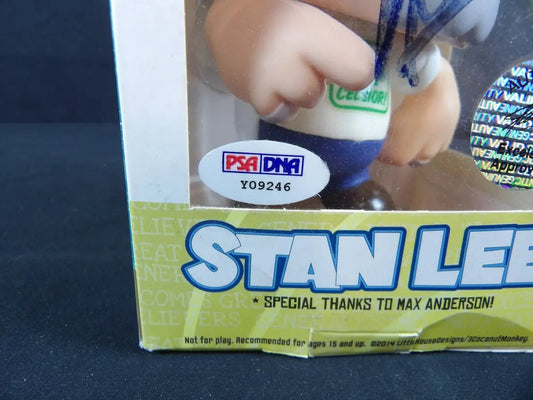 CELSIOR!
PSA DNA
Y09246
STAN LEE
* SPECIAL THANKS TO MAX ANDERSON!
Not for play. Recommended for ages 15 and up. ©2014 LittleHouseDesigns/3CoconutMonkey.